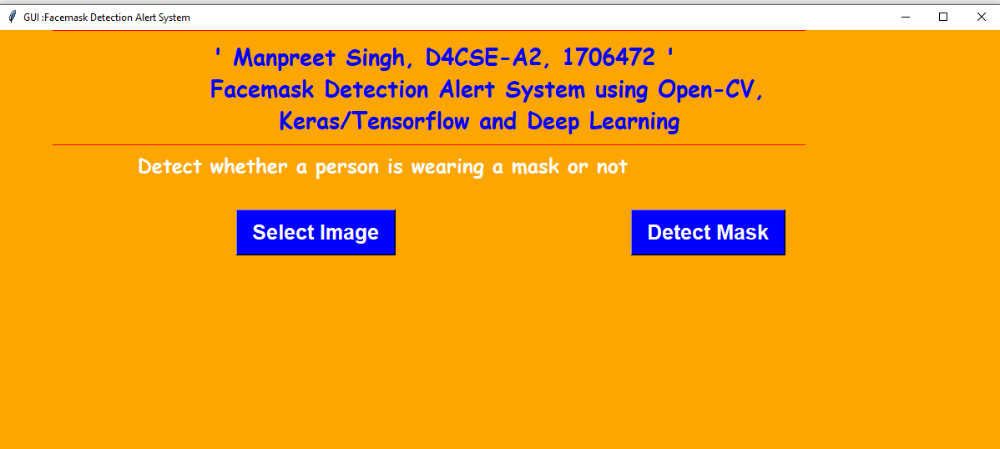 GUI :Facemask Detection Alert System
' Manpreet Singh, D4CSE-A2, 1706472 '
Facemask Detection Alert System using Open-CV,
Keras/Tensorflow and Deep Learning
Detect whether a person is wearing a mask or not
Select Image
Detect Mask